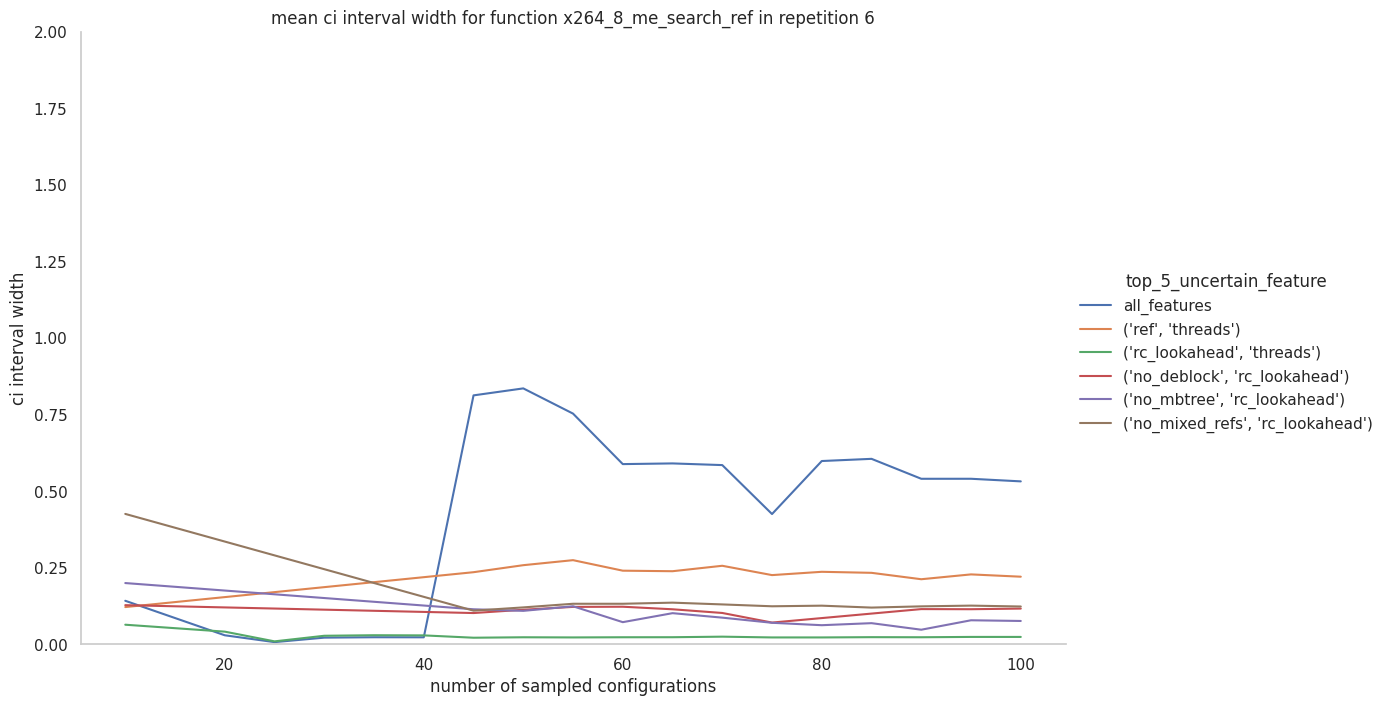 mean ci interval width for function x264_8_me_search_ref in repetition 6
2.00
1.75
1.50
1.25
1.00
0.75
0.50
0.25
0.00
ci interval width
20
40
60
80
100
number of sampled configurations
top_5_uncertain_feature
all_features
('ref', 'threads')
('rc_lookahead', 'threads')
('no_deblock', 'rc_lookahead')
('no_mbtree', 'rc_lookahead')
('no_mixed_refs', 'rc_lookahead')